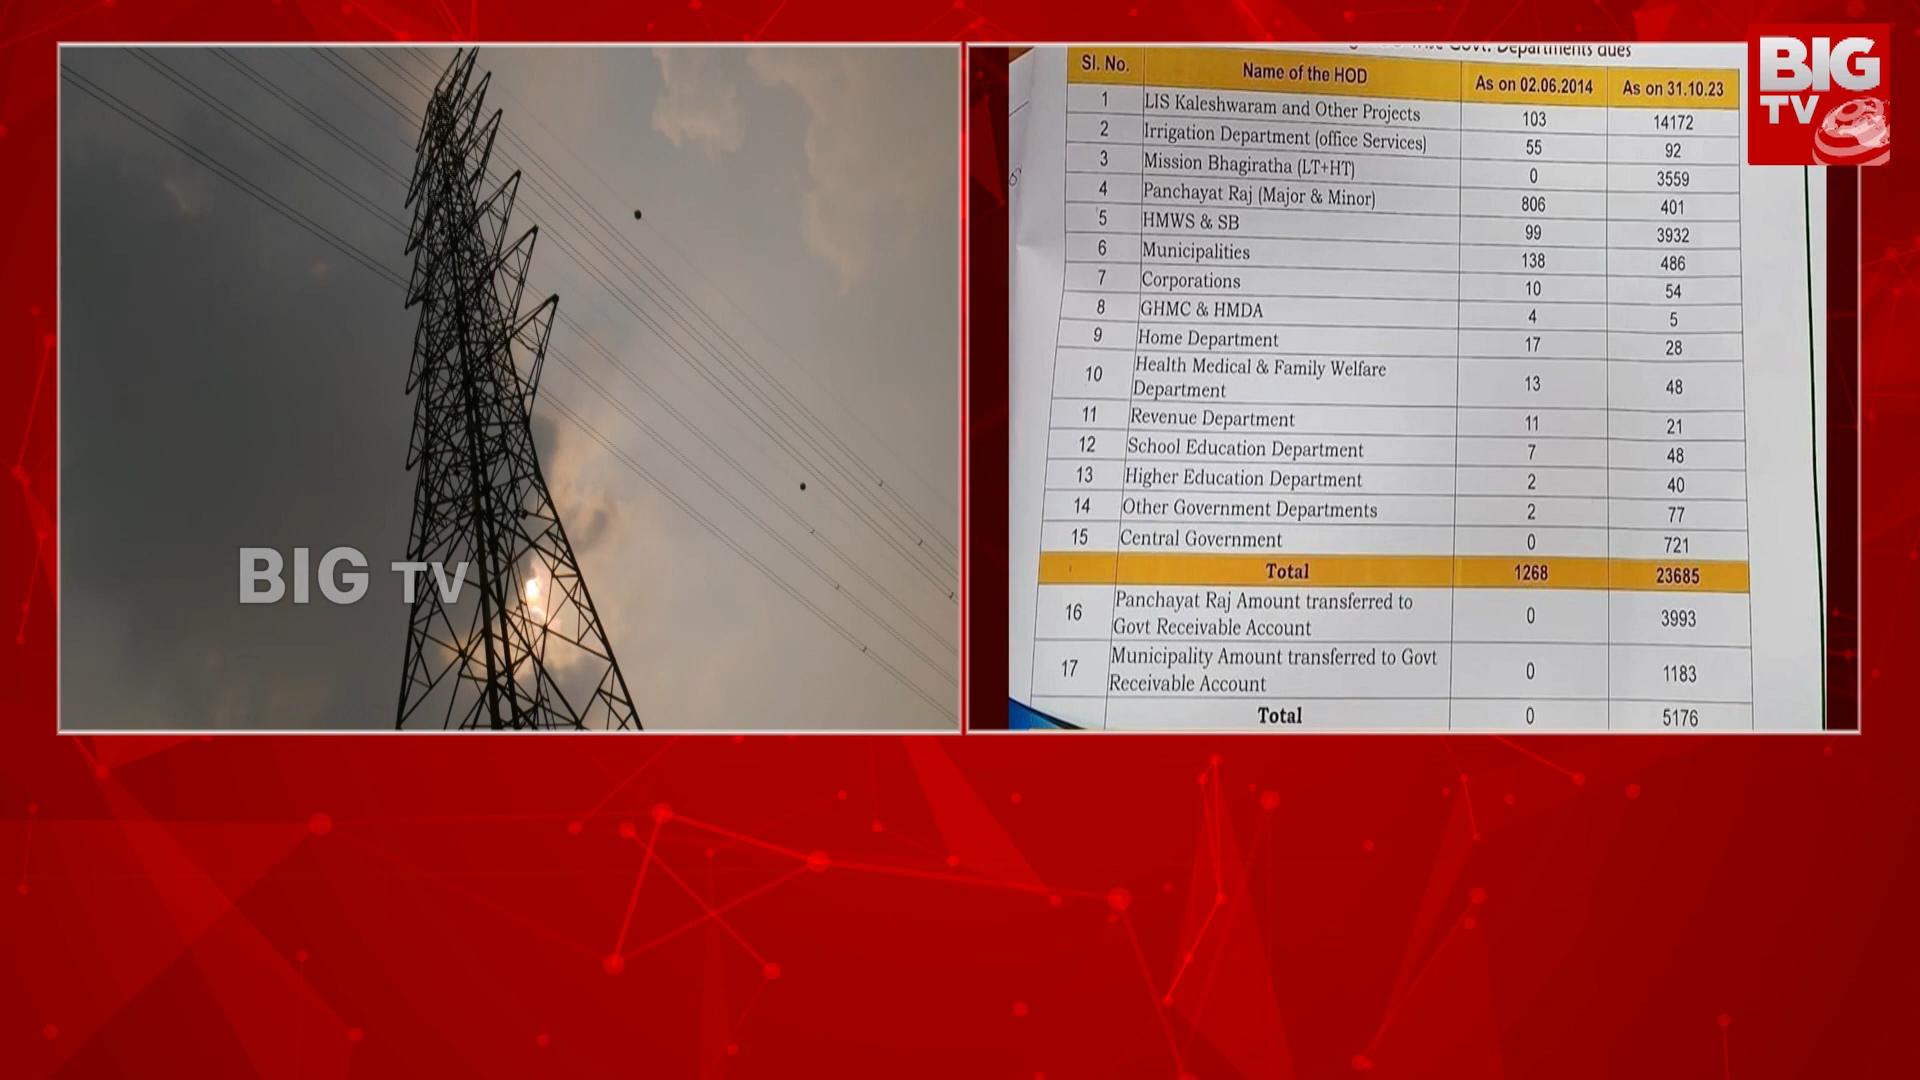 BIG TV
Govt. Departments dues
Sl. No. Name of the HOD As on 02.06.2014 As on 31.10.23
1 LIS Kaleshwaram and Other Projects 103 14172
2 Irrigation Department (office Services) 55 92
3 Mission Bhagiratha (LT+HT) 0 3559
4 Panchayat Raj (Major & Minor) 806 401
5 HMWS & SB 99 3932
6 Municipalities 138 486
7 Corporations 10 54
8 GHMC & HMDA 4 5
9 Home Department 17 28
10 Health Medical & Family Welfare
Department 13 48
11 Revenue Department 11 21
12 School Education Department 7 48
13 Higher Education Department 2 40
14 Other Government Departments 2 77
15 Central Government 0 721
Total 1268 23685
16 Panchayat Raj Amount transferred to
Govt Receivable Account 0 3993
17 Municipality Amount transferred to Govt
Receivable Account 0 1183
Total 0 5176
BIG
TV